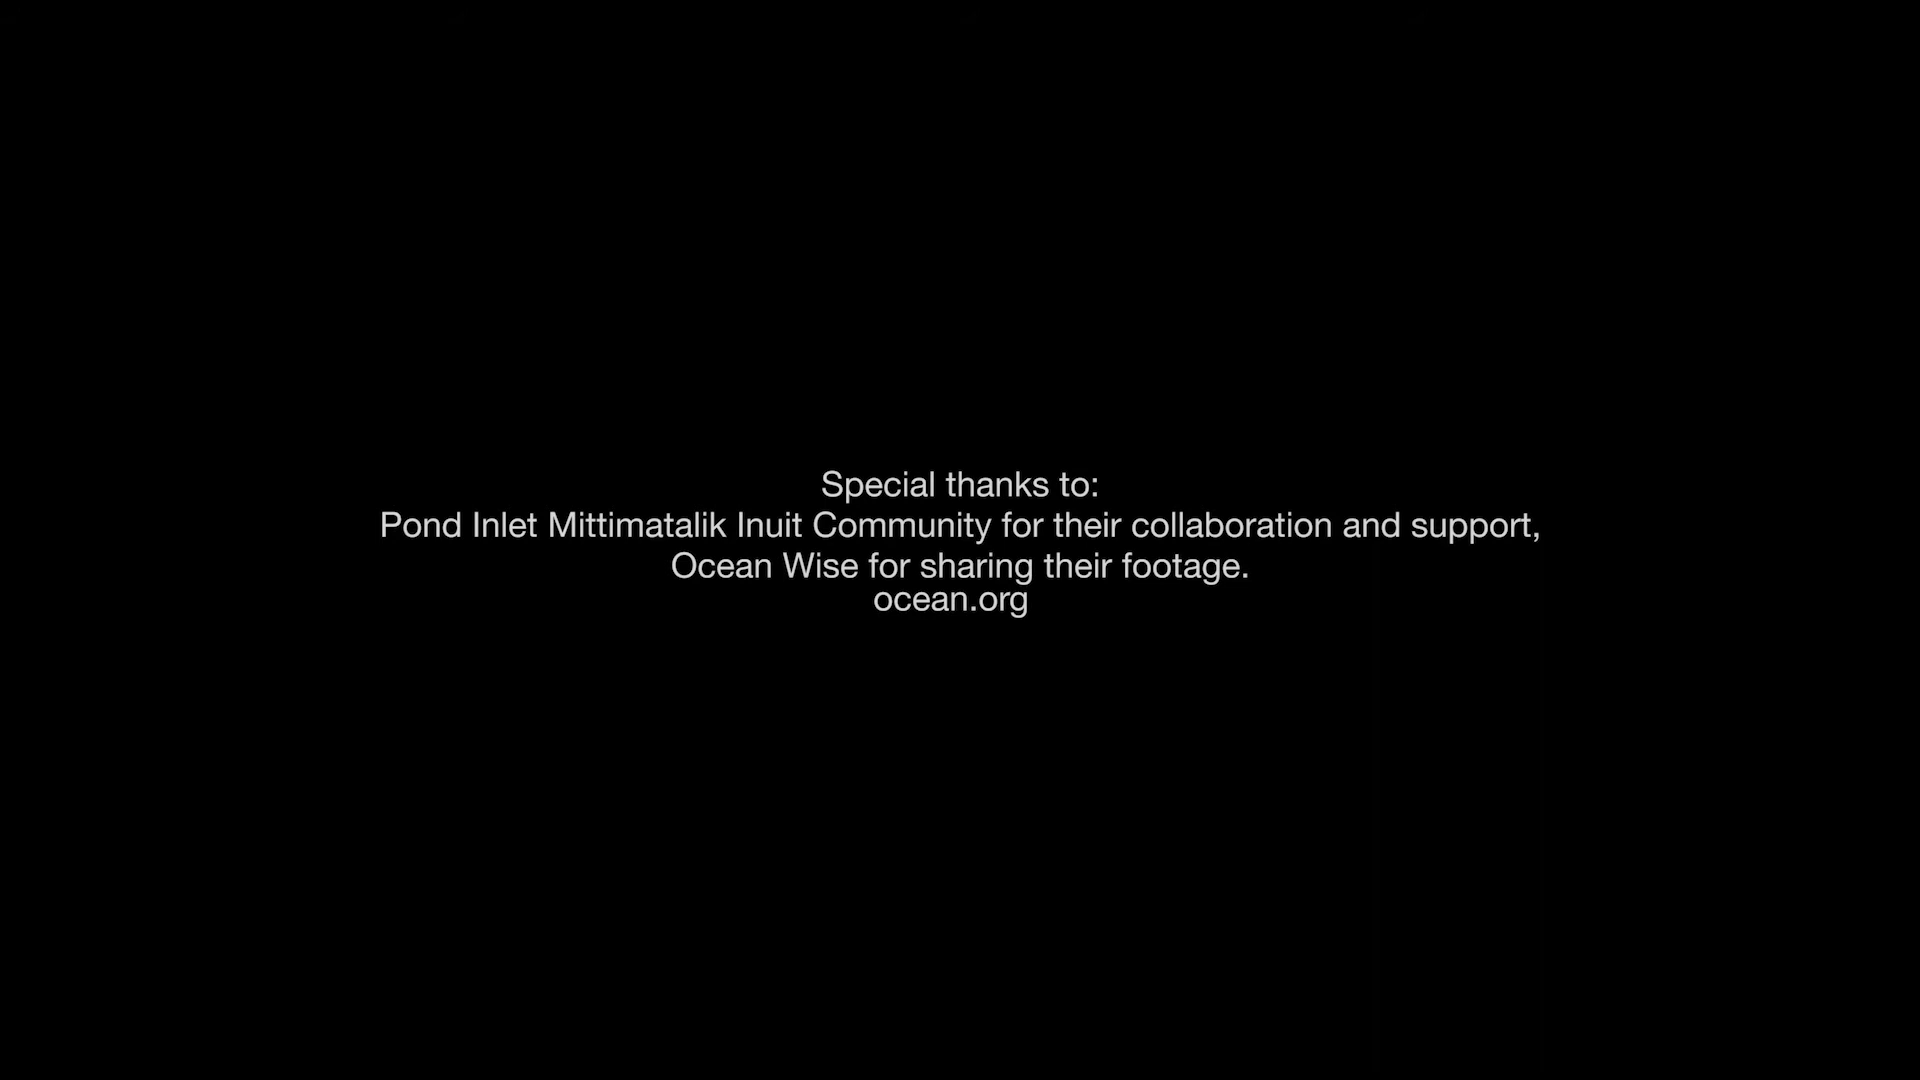 Special thanks to:
Pond Inlet Mittimatalik Inuit Community for their collaboration and support,
Ocean Wise for sharing their footage.
ocean.org